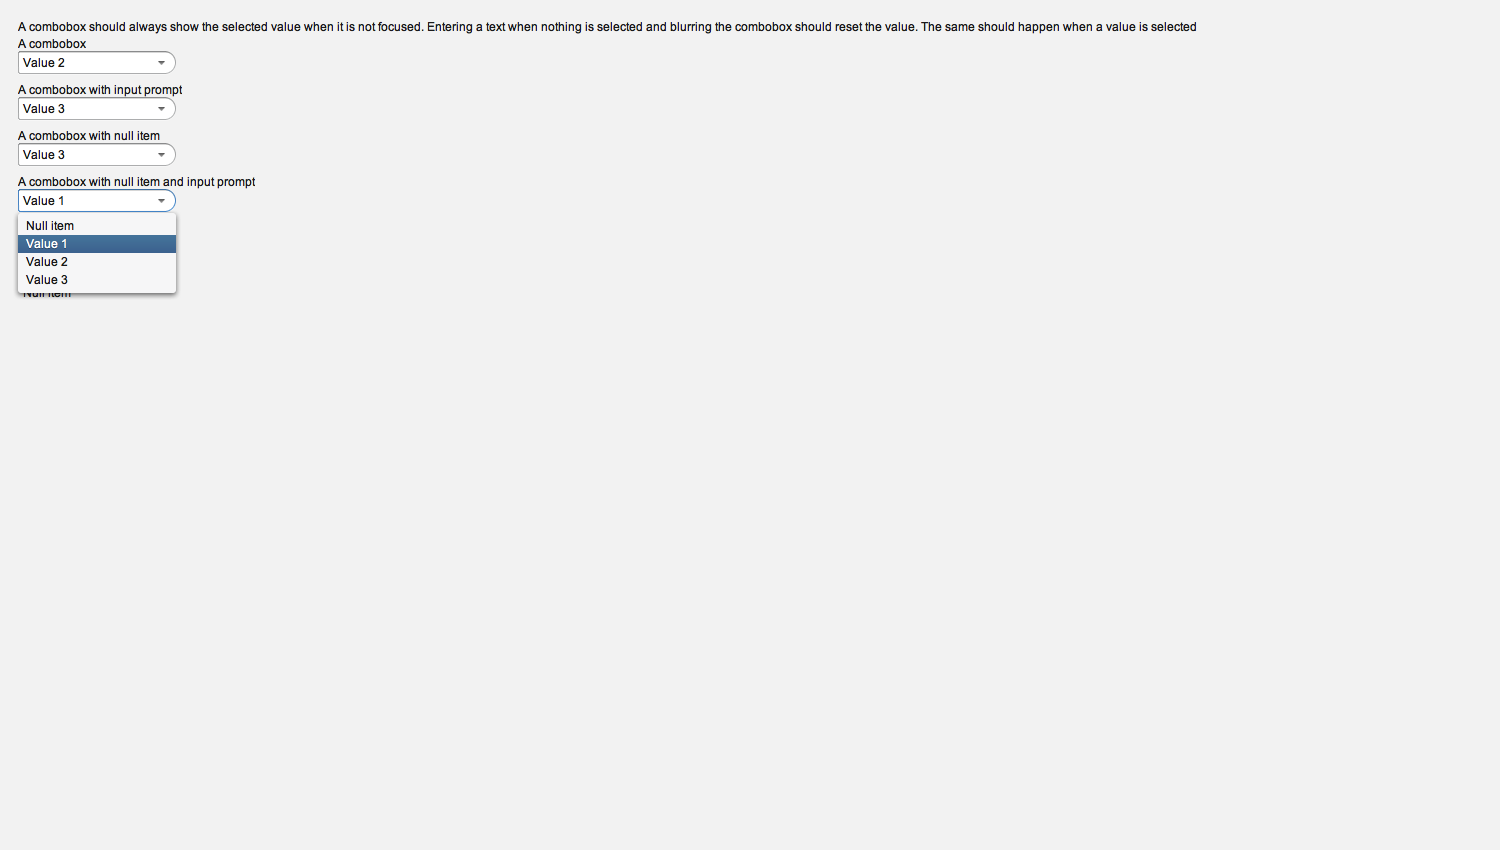 A combobox should always show the selected value when it is not focused. Entering a text when nothing is selected and blurring the combobox should reset the value. The same should happen when a value is selected
A combobox
Value 2
A combobox with input prompt
Value 3
A combobox with null item
Value 3
A combobox with null item and input prompt
Value 1
Null item
Value 1
Value 2
Value 3
Null item